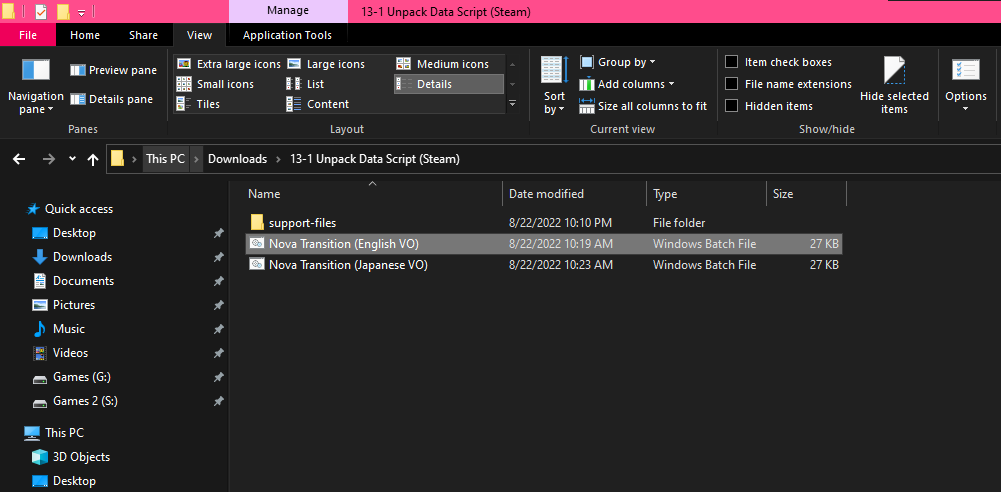 Manage 13-1 Unpack Data Script (Steam)
File Home Share View Application Tools
Navigation pane
Preview pane
Details pane
Panes
Extra large icons Large icons Medium icons
Small icons List Details
Tiles Content
Layout
Sort by
Group by
Add columns
Size all columns to fit
Current view
Item check boxes
File name extensions
Hidden items
Hide selected items
Show/hide
Options
This PC Downloads 13-1 Unpack Data Script (Steam)
Name Date modified Type Size
support-files 8/22/2022 10:10 PM File folder
Nova Transition (English VO) 8/22/2022 10:19 AM Windows Batch File 27 KB
Nova Transition (Japanese VO) 8/22/2022 10:23 AM Windows Batch File 27 KB
Quick access
Desktop
Downloads
Documents
Pictures
Music
Videos
Games (G:)
Games 2 (S:)
This PC
3D Objects
Desktop